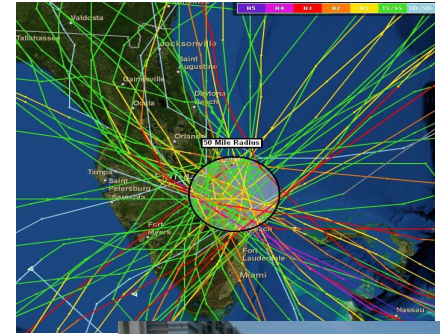 H5 H4 H3 H2 H1 TS/SS TD/SD
Valdosta
Tallahassee
Jacksonville
Saint
Augustine
Gainesville
Daytona
Beach
Ocala
Orlando
50 Mile Radius
Tampa
Saint
Petersburg
Sarasota
Fort
Myers
Fort
Lauderdale
Miami
Nassau